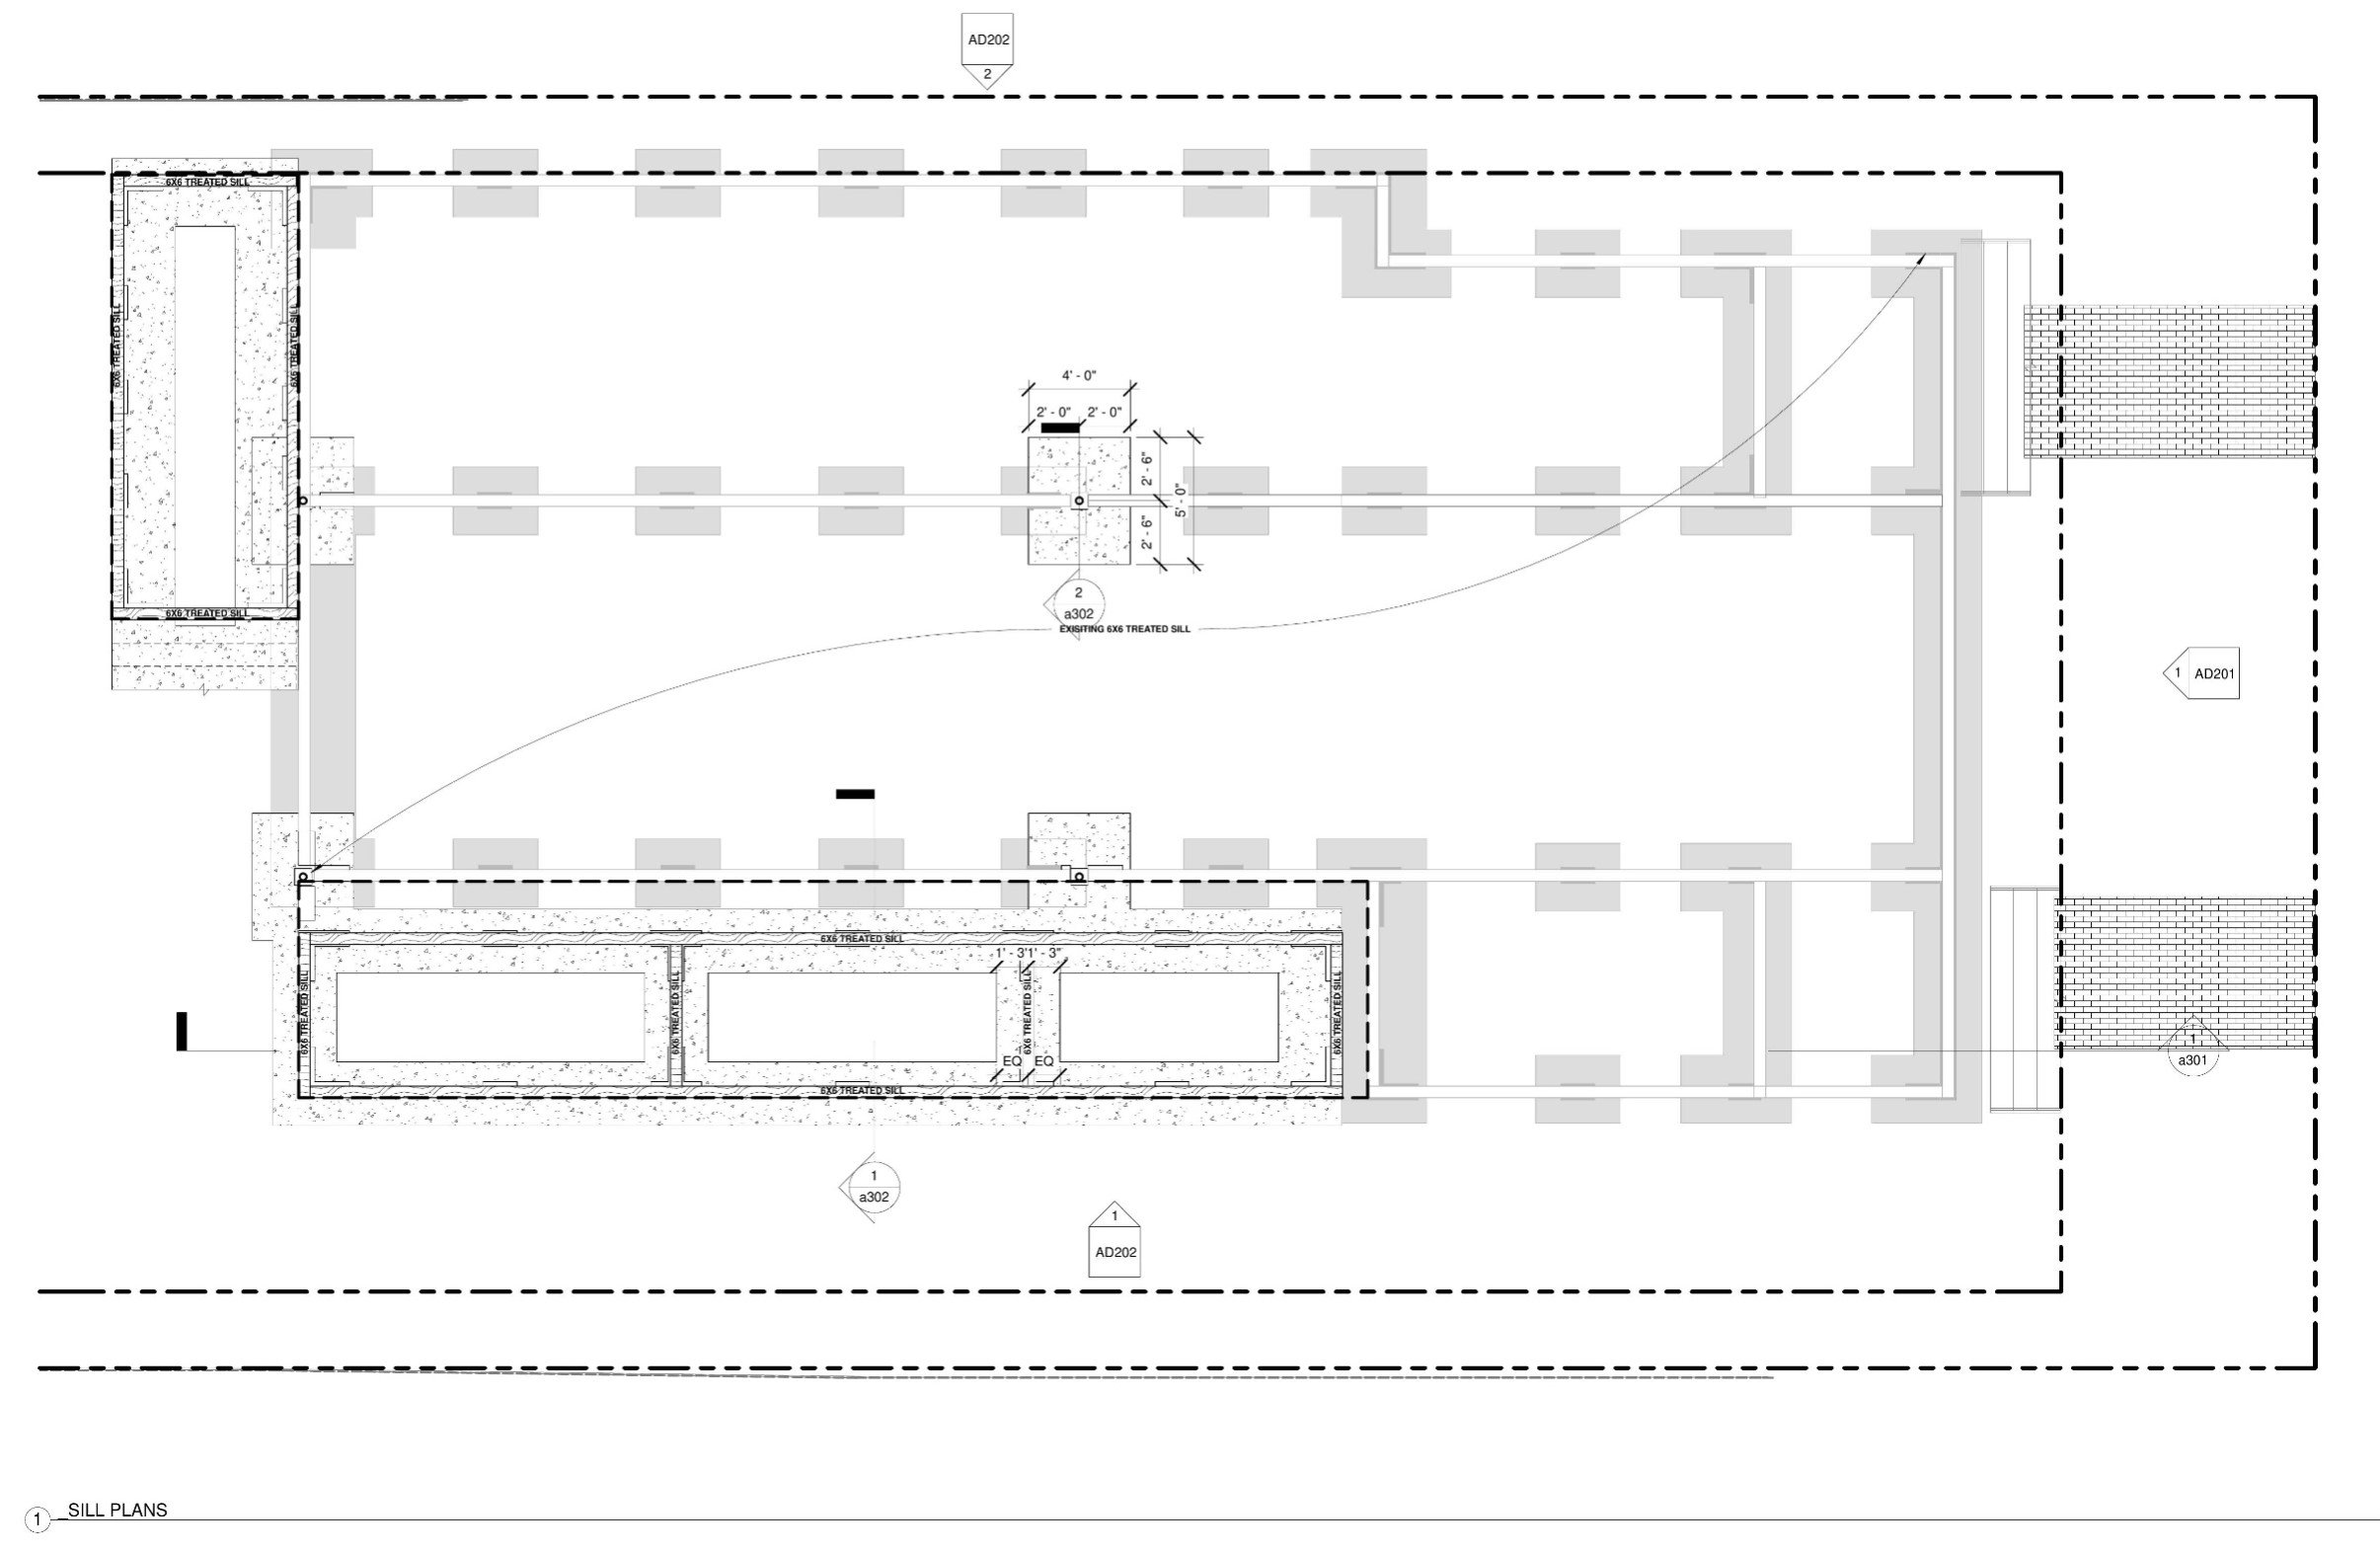 AD202
2
6X6 TREATED SILL
6X6 TREATED SILL
6X6 TREATED SILL
4' - 0"
2' - 0"
2' - 0"
2' - 6"
5' - 0"
2' - 6"
6X6 TREATED SILL
2
a302
EXISITING 6X6 TREATED SILL
1
AD201
6X6 TREATED SILL
1' - 3"
1' - 3"
6X6 TREATED SILL
6X6 TREATED SILL
6X6 TREATED SILL
6X6 TREATED SILL
EQ
EQ
6X6 TREATED SILL
1
a301
1
a302
1
AD202
1
_SILL PLANS